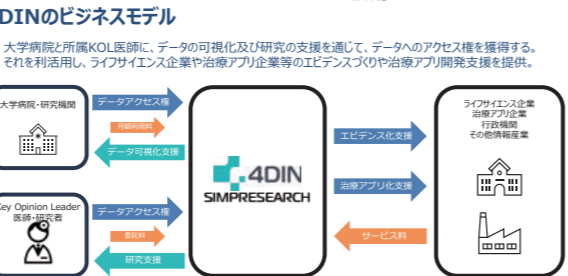 DINのビジネスモデル
大学病院と所属KOL医師に、データの可視化及び研究の支援を通じて、データへのアクセス権を獲得する。
それを利活用し、ライフサイエンス企業や治療アプリ企業等のエビデンスづくりや治療アプリ開発支援を提供。
大学病院・研究機関
データアクセス権
月額利用料
データ可視化支援
Key Opinion Leader
医師・研究者
データアクセス権
委託料
研究支援
4DIN
SIMPRESEARCH
エビデンス化支援
治療アプリ化支援
サービス料
ライフサイエンス企業
治療アプリ企業
行政機関
その他情報産業